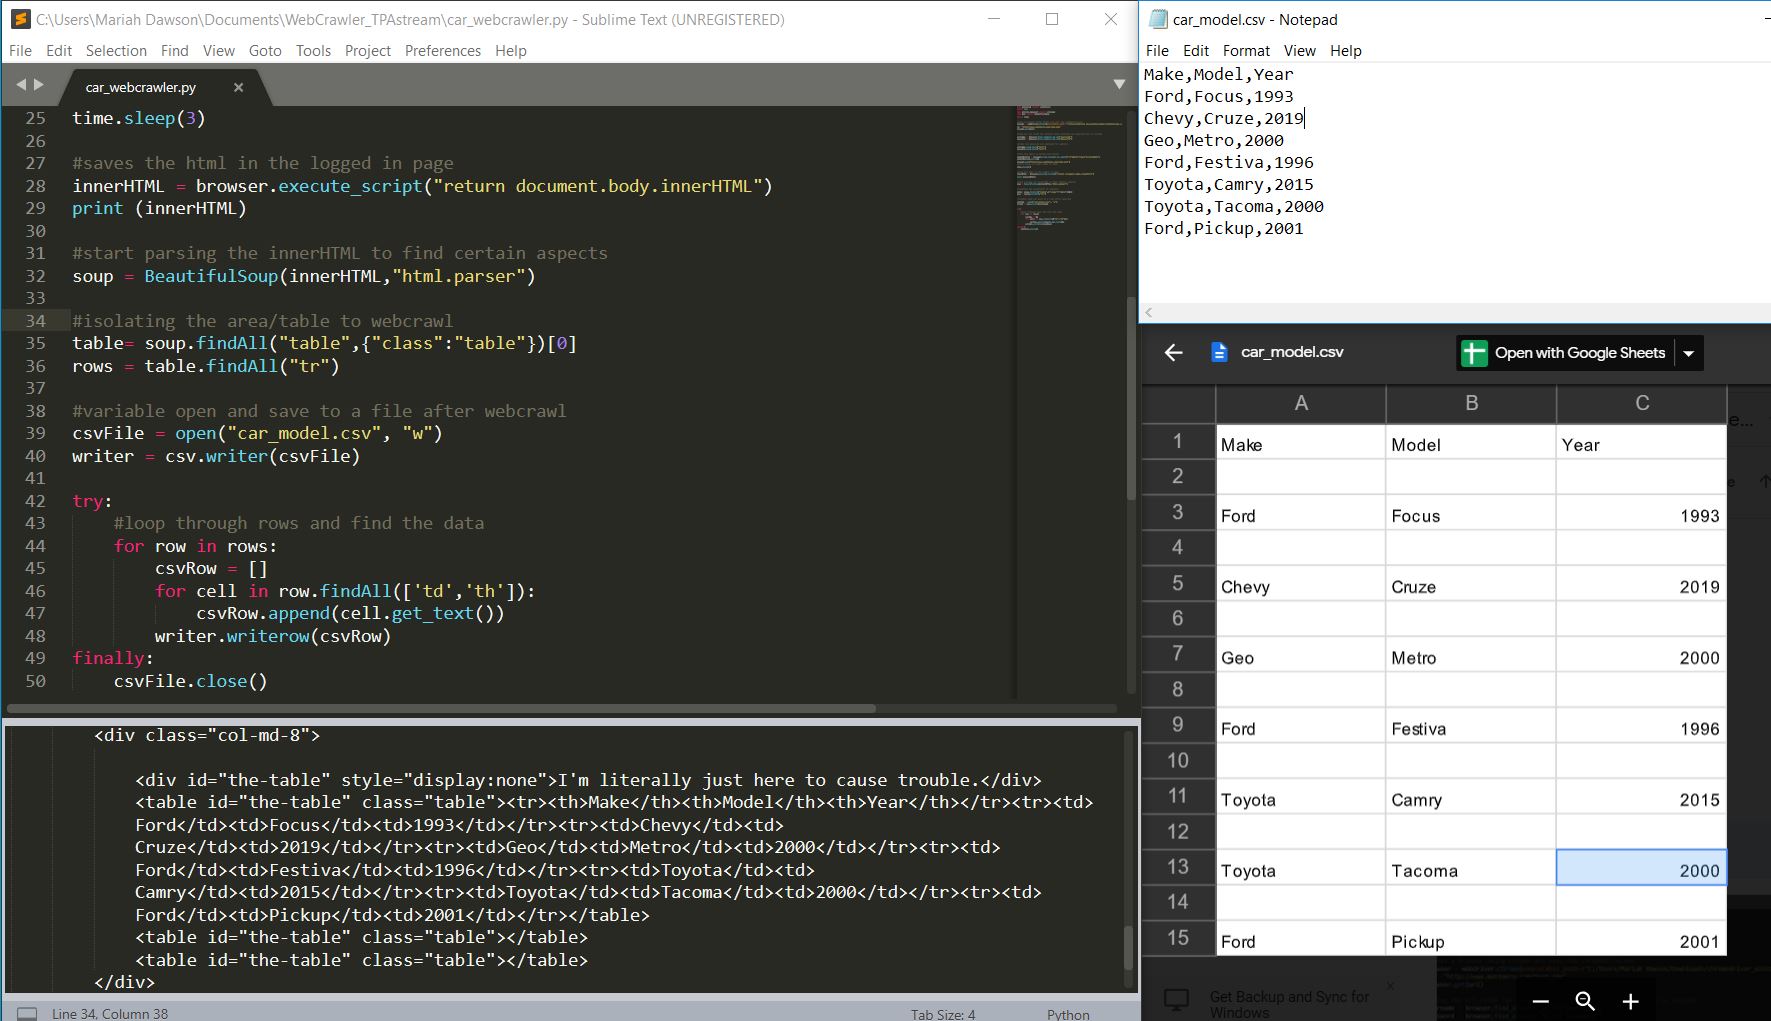 C:\Users\Mariah Dawson\Documents\WebCrawler_TPAstream\car_webcrawler.py - Sublime Text (UNREGISTERED)
File Edit Selection Find View Goto Tools Project Preferences Help
car_webcrawler.py ×
25 time.sleep(3)
26
27 #saves the html in the logged in page
28 innerHTML = browser.execute_script("return document.body.innerHTML")
29 print (innerHTML)
30
31 #start parsing the innerHTML to find certain aspects
32 soup = BeautifulSoup(innerHTML,"html.parser")
33
34 #isolating the area/table to webcrawl
35 table= soup.findAll("table",{"class":"table"})[0]
36 rows = table.findAll("tr")
37
38 #variable open and save to a file after webcrawl
39 csvFile = open("car_model.csv", "w")
40 writer = csv.writer(csvFile)
41
42 try:
43     #loop through rows and find the data
44     for row in rows:
45         csvRow = []
46         for cell in row.findAll(['td','th']):
47             csvRow.append(cell.get_text())
48         writer.writerow(csvRow)
49 finally:
50     csvFile.close()
<div class="col-md-8">
<div id="the-table" style="display:none">I'm literally just here to cause trouble.</div>
<table id="the-table" class="table"><tr><th>Make</th><th>Model</th><th>Year</th></tr><tr><td>
Ford</td><td>Focus</td><td>1993</td></tr><tr><td>Chevy</td><td>
Cruze</td><td>2019</td></tr><tr><td>Geo</td><td>Metro</td><td>2000</td></tr><tr><td>
Ford</td><td>Festiva</td><td>1996</td></tr><tr><td>Toyota</td><td>
Camry</td><td>2015</td></tr><tr><td>Toyota</td><td>Tacoma</td><td>2000</td></tr><tr><td>
Ford</td><td>Pickup</td><td>2001</td></tr></table>
<table id="the-table" class="table"></table>
<table id="the-table" class="table"></table>
</div>
Line 34, Column 38 Tab Size: 4 Python
car_model.csv - Notepad
File Edit Format View Help
Make,Model,Year
Ford,Focus,1993
Chevy,Cruze,2019
Geo,Metro,2000
Ford,Festiva,1996
Toyota,Camry,2015
Toyota,Tacoma,2000
Ford,Pickup,2001
car_model.csv Open with Google Sheets
A B C
1 Make Model Year
2
3 Ford Focus 1993
4
5 Chevy Cruze 2019
6
7 Geo Metro 2000
8
9 Ford Festiva 1996
10
11 Toyota Camry 2015
12
13 Toyota Tacoma 2000
14
15 Ford Pickup 2001
Get Backup and Sync for
Windows